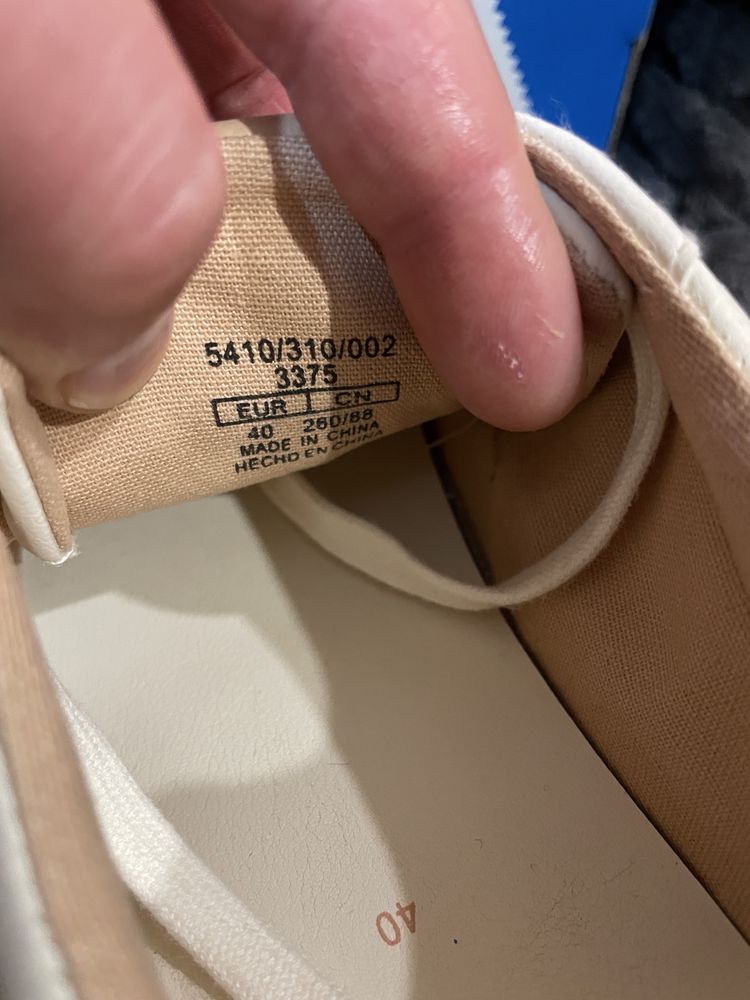 5410/310/002
3375
EUR CN
40 260/88
MADE IN CHINA
HECHO EN CHINA
40